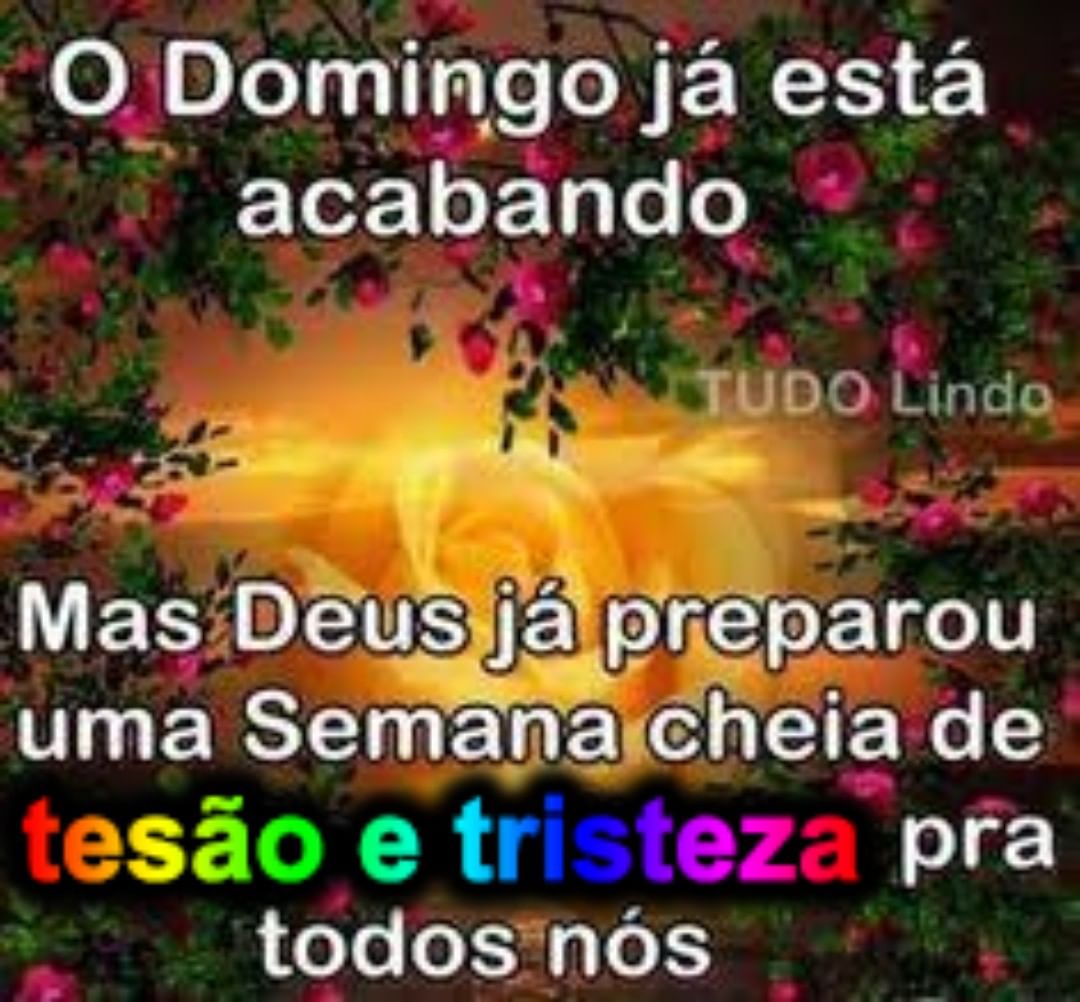 O Domingo já está
acabando
TUDO Lindo
Mas Deus já preparou
uma Semana cheia de
tesão e tristeza pra
todos nós